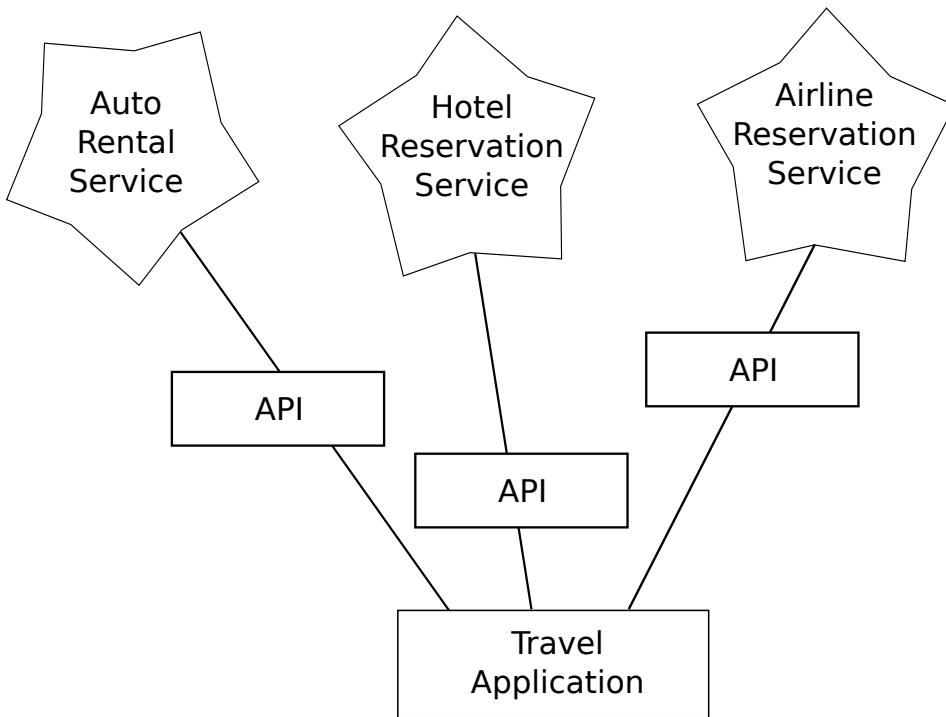 Auto
Rental
Service
Hotel
Reservation
Service
Airline
Reservation
Service
API
API
API
Travel
Application